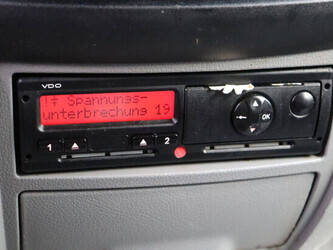 VDO
!‡ Spannungs-
unterbrechung 19
1 2
OK